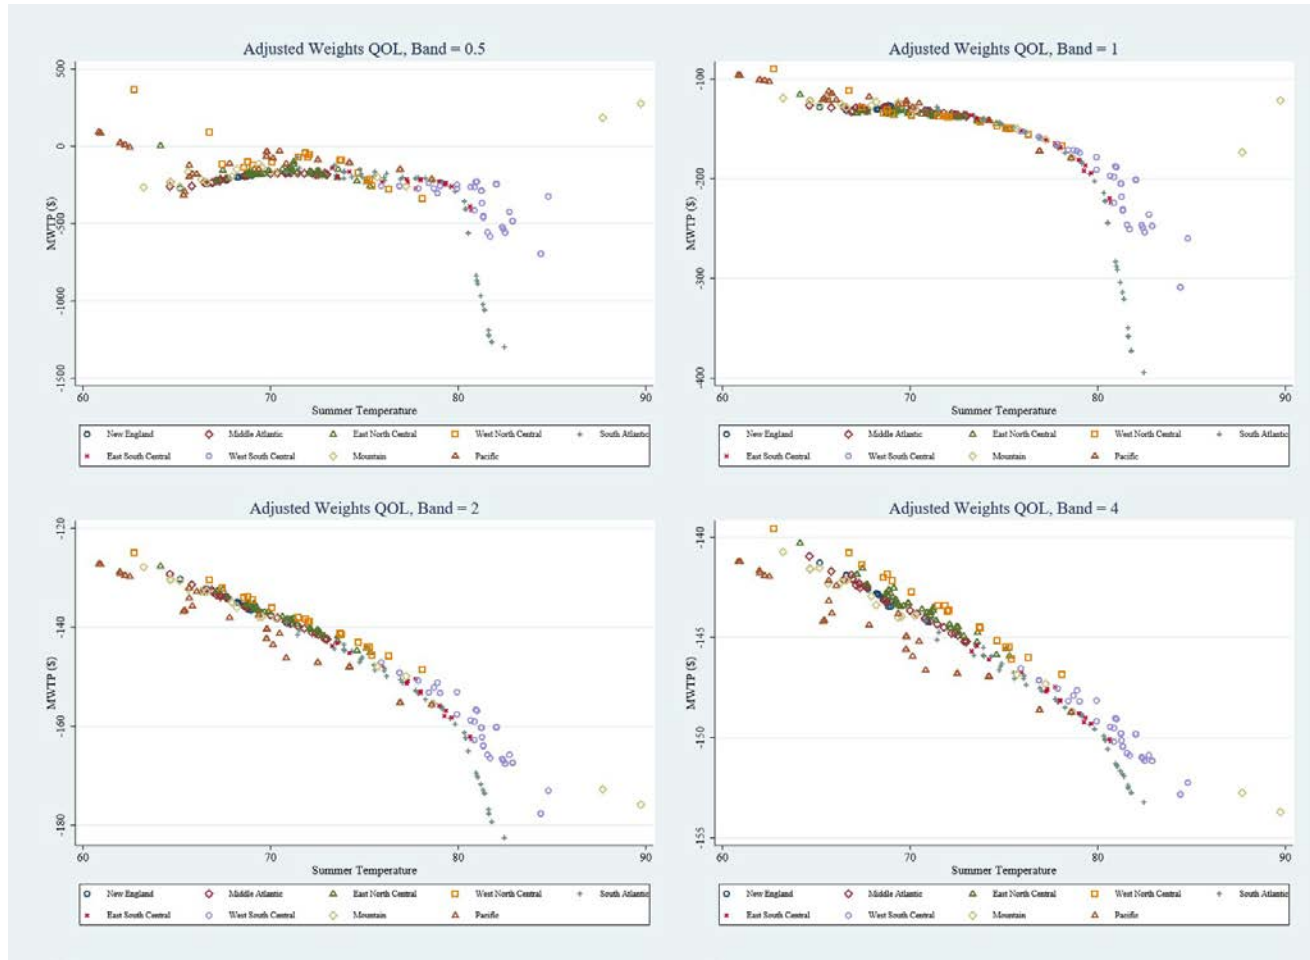 Adjusted Weights QOL, Band = 0.5
MWTP ($)
500
0
-500
-1000
-1500
60 70 80 90
Summer Temperature
New England Middle Atlantic East North Central West North Central South Atlantic
East South Central West South Central Mountain Pacific
Adjusted Weights QOL, Band = 1
MWTP ($)
-100
-200
-300
-400
60 70 80 90
Summer Temperature
New England Middle Atlantic East North Central West North Central South Atlantic
East South Central West South Central Mountain Pacific
Adjusted Weights QOL, Band = 2
MWTP ($)
-120
-140
-160
-180
60 70 80 90
Summer Temperature
New England Middle Atlantic East North Central West North Central South Atlantic
East South Central West South Central Mountain Pacific
Adjusted Weights QOL, Band = 4
MWTP ($)
-140
-145
-150
-155
60 70 80 90
Summer Temperature
New England Middle Atlantic East North Central West North Central South Atlantic
East South Central West South Central Mountain Pacific